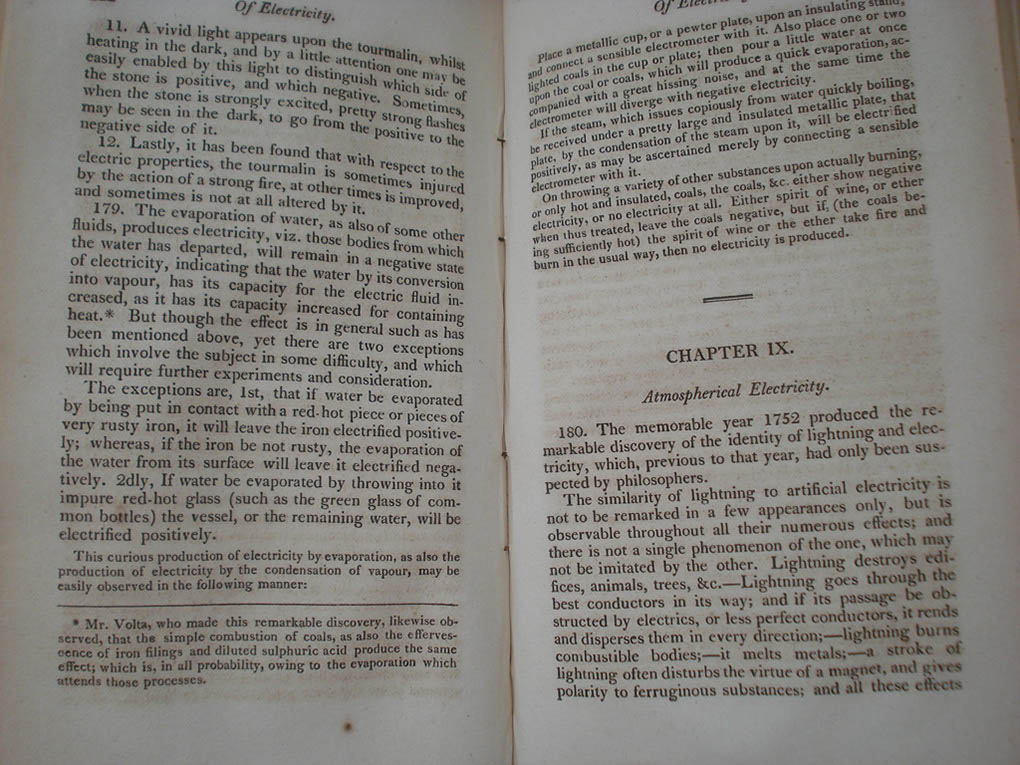 Of Electricity.
11. A vivid light appears upon the tourmalin, whilst
heating in the dark, and by a little attention one may be
easily enabled by this light to distinguish which side of
the stone is positive, and which negative. Sometimes,
when the stone is strongly excited, pretty strong flashes
may be seen in the dark, to go from the positive to the
negative side of it.
12. Lastly, it has been found that with respect to the
electric properties, the tourmalin is sometimes injured
by the action of a strong fire, at other times is improved,
and sometimes is not at all altered by it.
179. The evaporation of water, as also of some other
fluids, produces electricity, viz. those bodies from which
the water has departed, will remain in a negative state
of electricity, indicating that the water by its conversion
into vapour, has its capacity for the electric fluid in-
creased, as it has its capacity increased for containing
heat.* But though the effect is in general such as has
been mentioned above, yet there are two exceptions
which involve the subject in some difficulty, and which
will require further experiments and consideration.
The exceptions are, 1st, that if water be evaporated
by being put in contact with a red-hot piece or pieces of
very rusty iron, it will leave the iron electrified positive-
ly; whereas, if the iron be not rusty, the evaporation of
the water from its surface will leave it electrified nega-
tively. 2dly, If water be evaporated by throwing into it
impure red-hot glass (such as the green glass of com-
mon bottles) the vessel, or the remaining water, will be
electrified positively.
This curious production of electricity by evaporation, as also the
production of electricity by the condensation of vapour, may be
easily observed in the following manner:
* Mr. Volta, who made this remarkable discovery, likewise ob-
served, that the simple combustion of coals, as also the efferves-
cence of iron filings and diluted sulphuric acid produce the same
effect; which is, in all probability, owing to the evaporation which
attends those processes.
Of
Place a metallic cup, or a pewter plate, upon an insulating stand,
and connect a sensible electrometer with it. Also place one or two
lighted coals in the cup or plate; then pour a little water at once
upon the coal or coals, which will produce a quick evaporation, ac-
companied with a great hissing noise, and at the same time the
electrometer will diverge with negative electricity.
If the steam, which issues copiously from water quickly boiling,
be received under a pretty large and insulated metallic plate, that
plate, by the condensation of the steam upon it, will be electrified
positively, as may be ascertained merely by connecting a sensible
electrometer with it.
On throwing a variety of other substances upon actually burning,
or only hot and insulated, coals, the coals, &c. either show negative
electricity, or no electricity at all. Either spirit of wine, or ether
when thus treated, leave the coals negative, but if, (the coals be-
ing sufficiently hot) the spirit of wine or the ether take fire and
burn in the usual way, then no electricity is produced.
CHAPTER IX.
Atmospherical Electricity.
180. The memorable year 1752 produced the re-
markable discovery of the identity of lightning and elec-
tricity, which, previous to that year, had only been sus-
pected by philosophers.
The similarity of lightning to artificial electricity is
not to be remarked in a few appearances only, but is
observable throughout all their numerous effects; and
there is not a single phenomenon of the one, which may
not be imitated by the other. Lightning destroys edi-
fices, animals, trees, &c.—Lightning goes through the
best conductors in its way; and if its passage be ob-
structed by electrics, or less perfect conductors, it rends
and disperses them in every direction;—lightning burns
combustible bodies;—it melts metals;—a stroke of
lightning often disturbs the virtue of a magnet, and gives
polarity to ferruginous substances; and all these effects